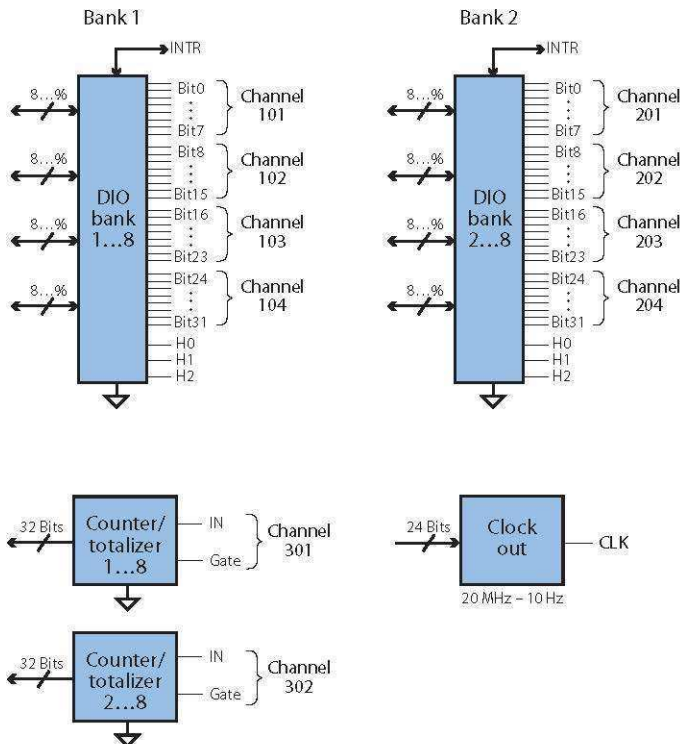 Bank 1
INTR
8...%
8...%
8...%
8...%
DIO
bank
1...8
Bit0
Bit7
Bit8
Bit15
Bit16
Bit23
Bit24
Bit31
H0
H1
H2
Channel
101
Channel
102
Channel
103
Channel
104
Bank 2
INTR
8...%
8...%
8...%
8...%
DIO
bank
2...8
Bit0
Bit7
Bit8
Bit15
Bit16
Bit23
Bit24
Bit31
H0
H1
H2
Channel
201
Channel
202
Channel
203
Channel
204
32 Bits
Counter/
totalizer
1...8
IN
Gate
Channel
301
24 Bits
Clock
out
CLK
20 MHz – 10 Hz
32 Bits
Counter/
totalizer
2...8
IN
Gate
Channel
302